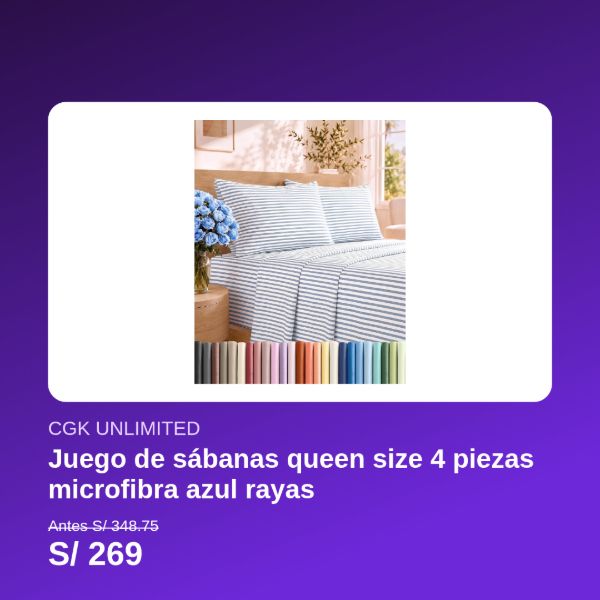 CGK UNLIMITED
Juego de sábanas queen size 4 piezas
microfibra azul rayas
Antes S/ 348.75
S/ 269